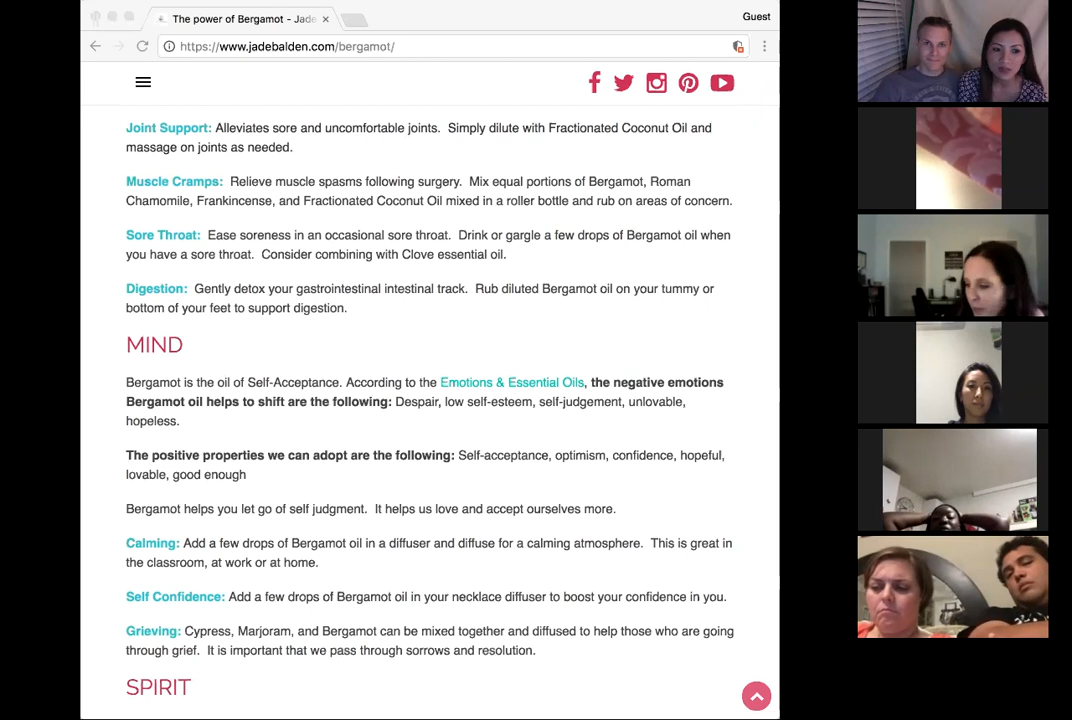 The power of Bergamot - Jade
Guest
https://www.jadebalden.com/bergamot/
Joint Support: Alleviates sore and uncomfortable joints.  Simply dilute with Fractionated Coconut Oil and
massage on joints as needed.
Muscle Cramps:  Relieve muscle spasms following surgery.  Mix equal portions of Bergamot, Roman
Chamomile, Frankincense, and Fractionated Coconut Oil mixed in a roller bottle and rub on areas of concern.
Sore Throat:  Ease soreness in an occasional sore throat.  Drink or gargle a few drops of Bergamot oil when
you have a sore throat.  Consider combining with Clove essential oil.
Digestion:  Gently detox your gastrointestinal intestinal track.  Rub diluted Bergamot oil on your tummy or
bottom of your feet to support digestion.
MIND
Bergamot is the oil of Self-Acceptance. According to the Emotions & Essential Oils, the negative emotions
Bergamot oil helps to shift are the following: Despair, low self-esteem, self-judgement, unlovable,
hopeless.
The positive properties we can adopt are the following: Self-acceptance, optimism, confidence, hopeful,
lovable, good enough
Bergamot helps you let go of self judgment.  It helps us love and accept ourselves more.
Calming: Add a few drops of Bergamot oil in a diffuser and diffuse for a calming atmosphere.  This is great in
the classroom, at work or at home.
Self Confidence: Add a few drops of Bergamot oil in your necklace diffuser to boost your confidence in you.
Grieving: Cypress, Marjoram, and Bergamot can be mixed together and diffused to help those who are going
through grief.  It is important that we pass through sorrows and resolution.
SPIRIT